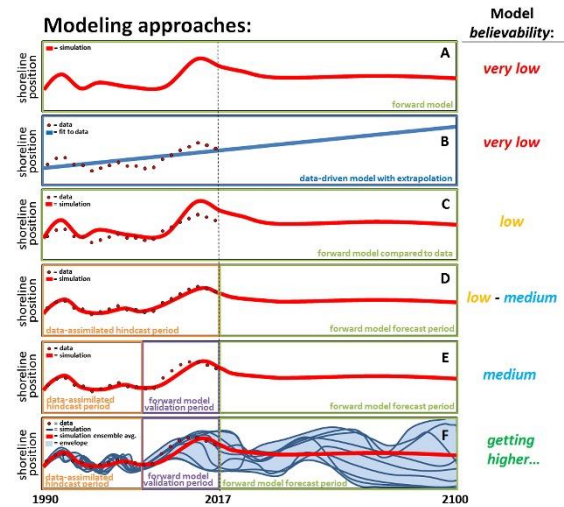 Modeling approaches:
Model
believability:
shoreline
position
= simulation
A
forward model
very low
shoreline
position
= data
= fit to data
B
data-driven model with extrapolation
very low
shoreline
position
= data
= simulation
C
forward model compared to data
low
shoreline
position
= data
= simulation
D
data-assimilated hindcast period
forward model forecast period
low - medium
shoreline
position
= data
= simulation
E
data-assimilated
hindcast period
forward model
validation period
forward model forecast period
medium
shoreline
position
= data
= simulation
= simulation ensemble avg.
= envelope
F
data-assimilated
hindcast period
forward model
validation period
forward model forecast period
getting
higher...
1990
2017
2100